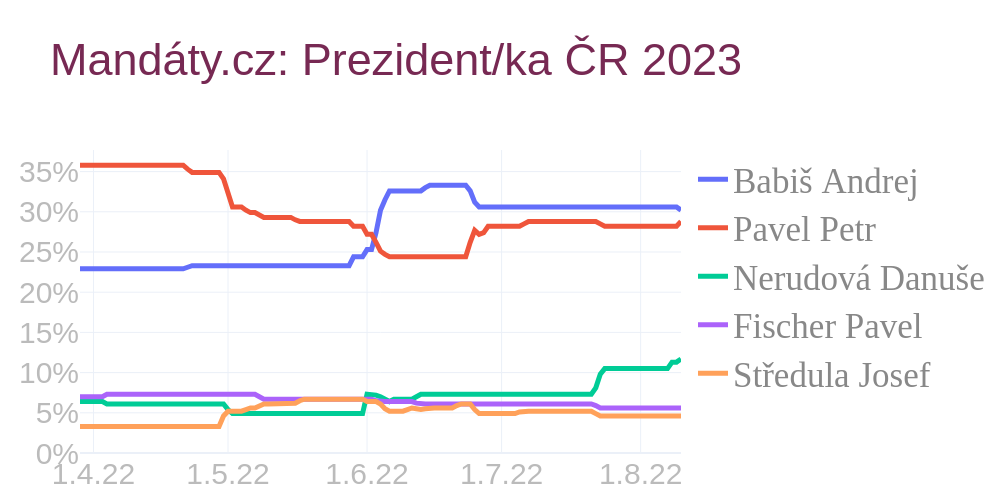 Mandáty.cz: Prezident/ka ČR 2023
35%
30%
25%
20%
15%
10%
5%
0%
1.4.22 1.5.22 1.6.22 1.7.22 1.8.22
Babiš Andrej
Pavel Petr
Nerudová Danuše
Fischer Pavel
Středula Josef